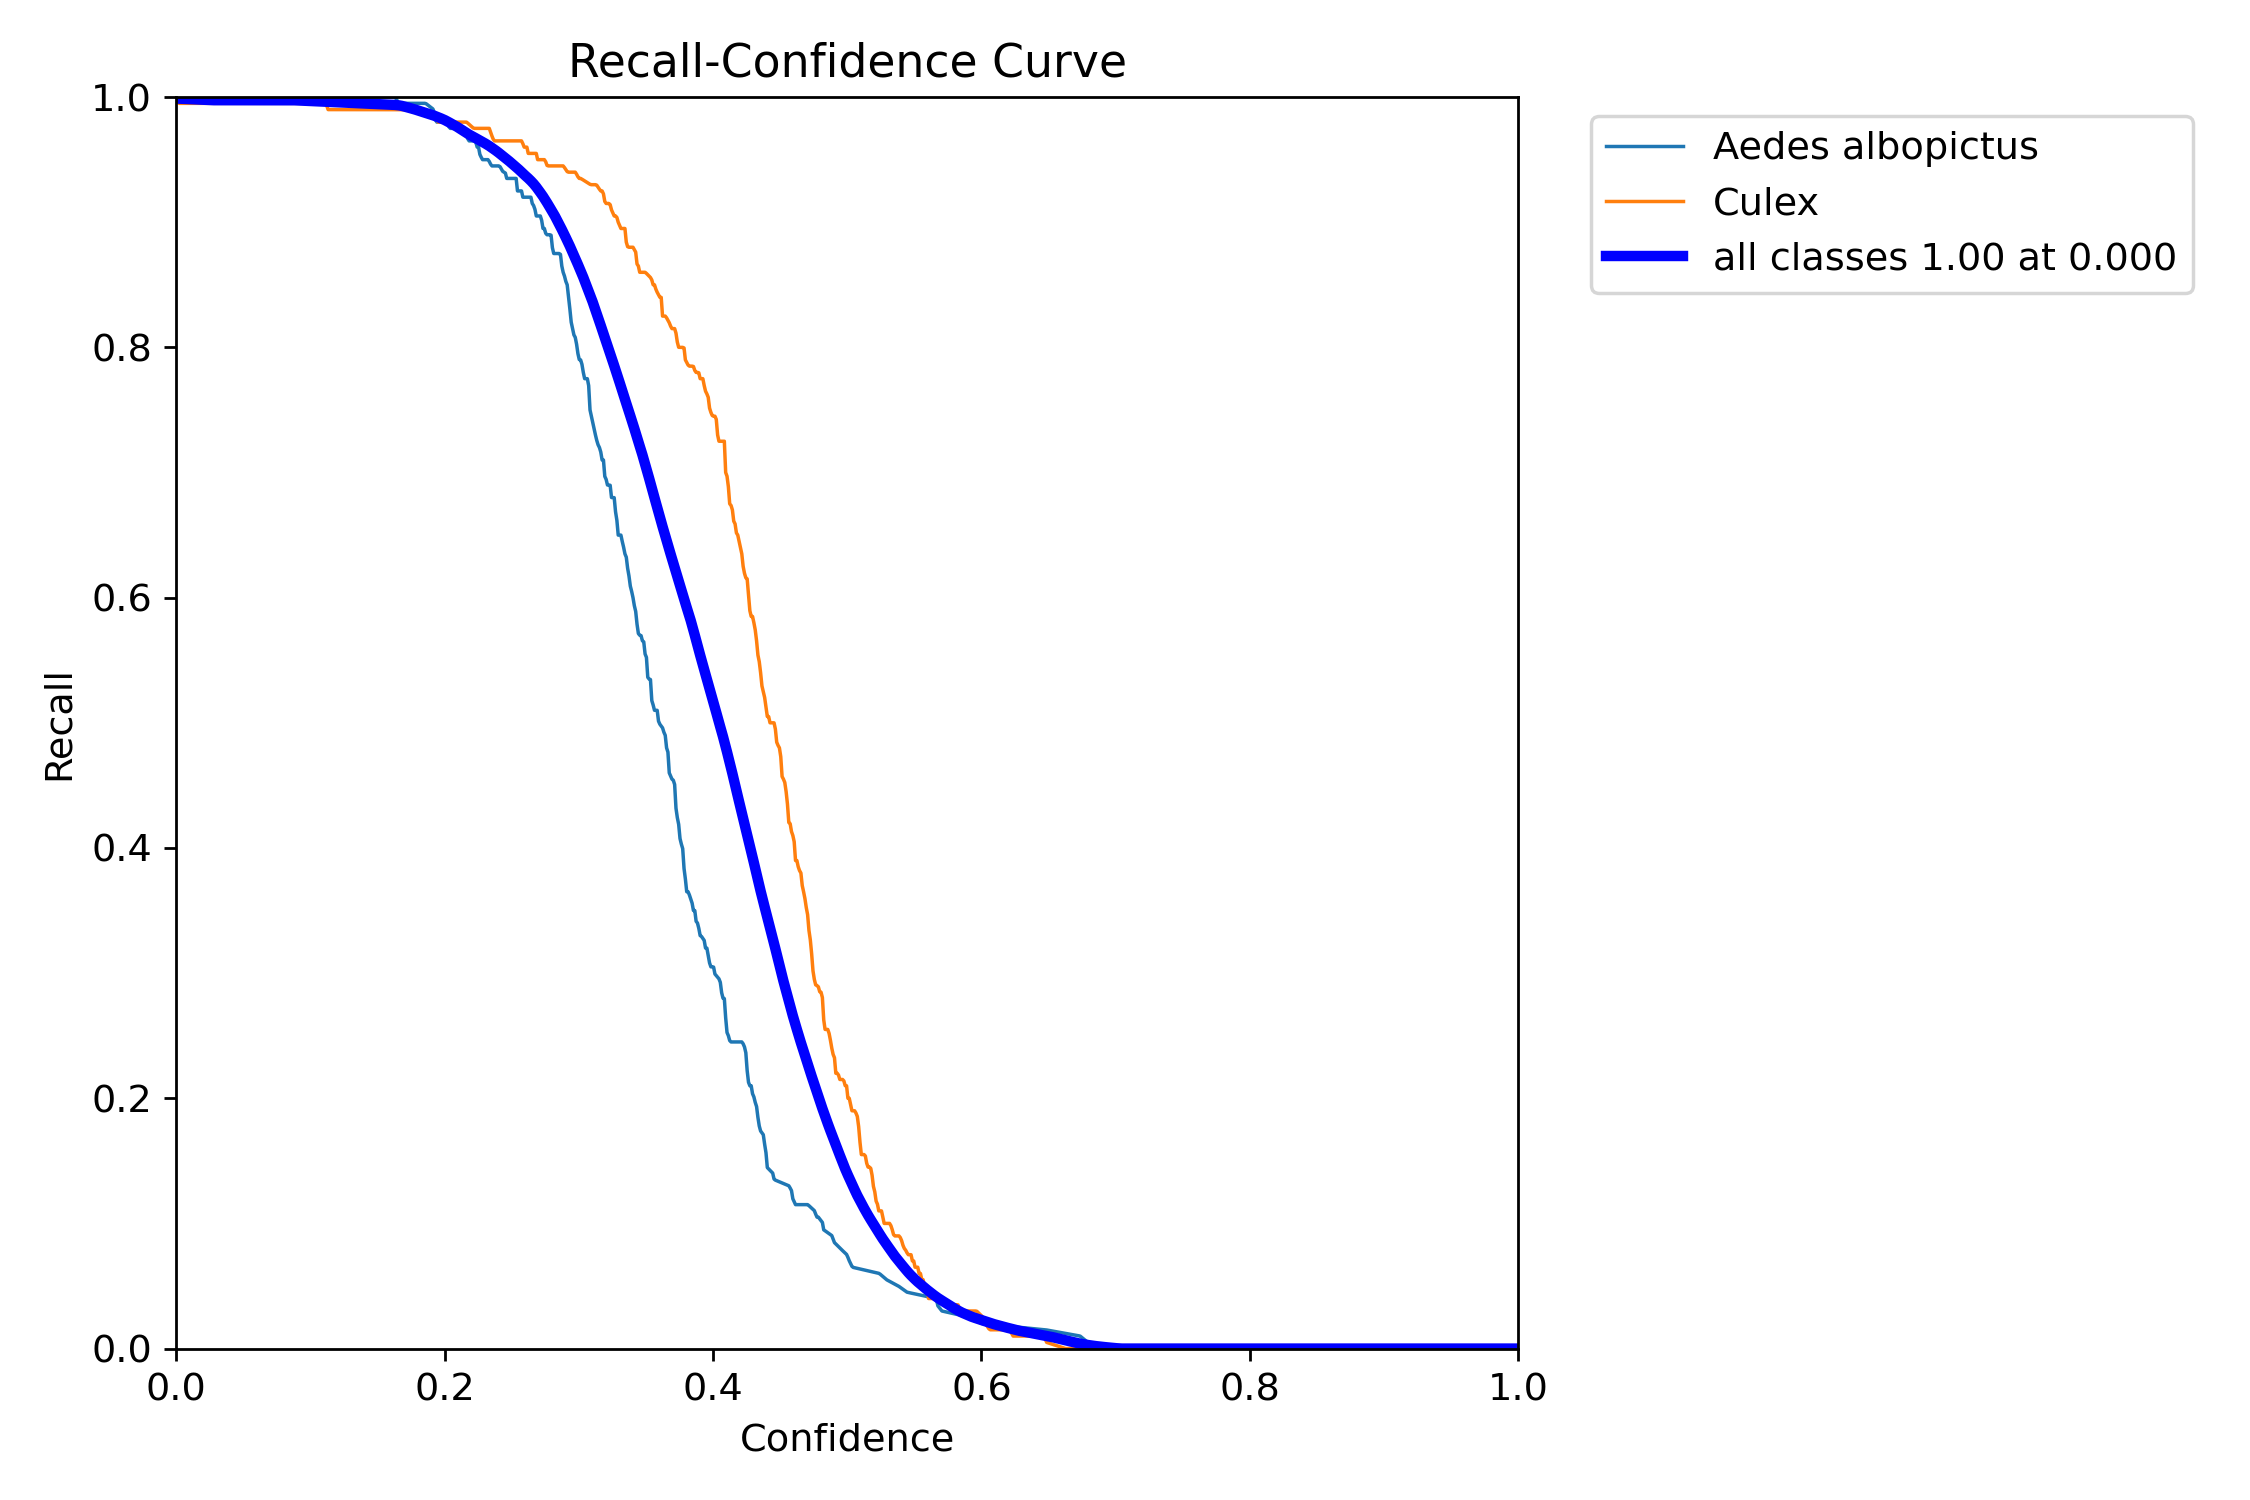 Recall-Confidence Curve
Aedes albopictus
Culex
all classes 1.00 at 0.000
1.0
0.8
0.6
0.4
0.2
0.0
Recall
0.0 0.2 0.4 0.6 0.8 1.0
Confidence